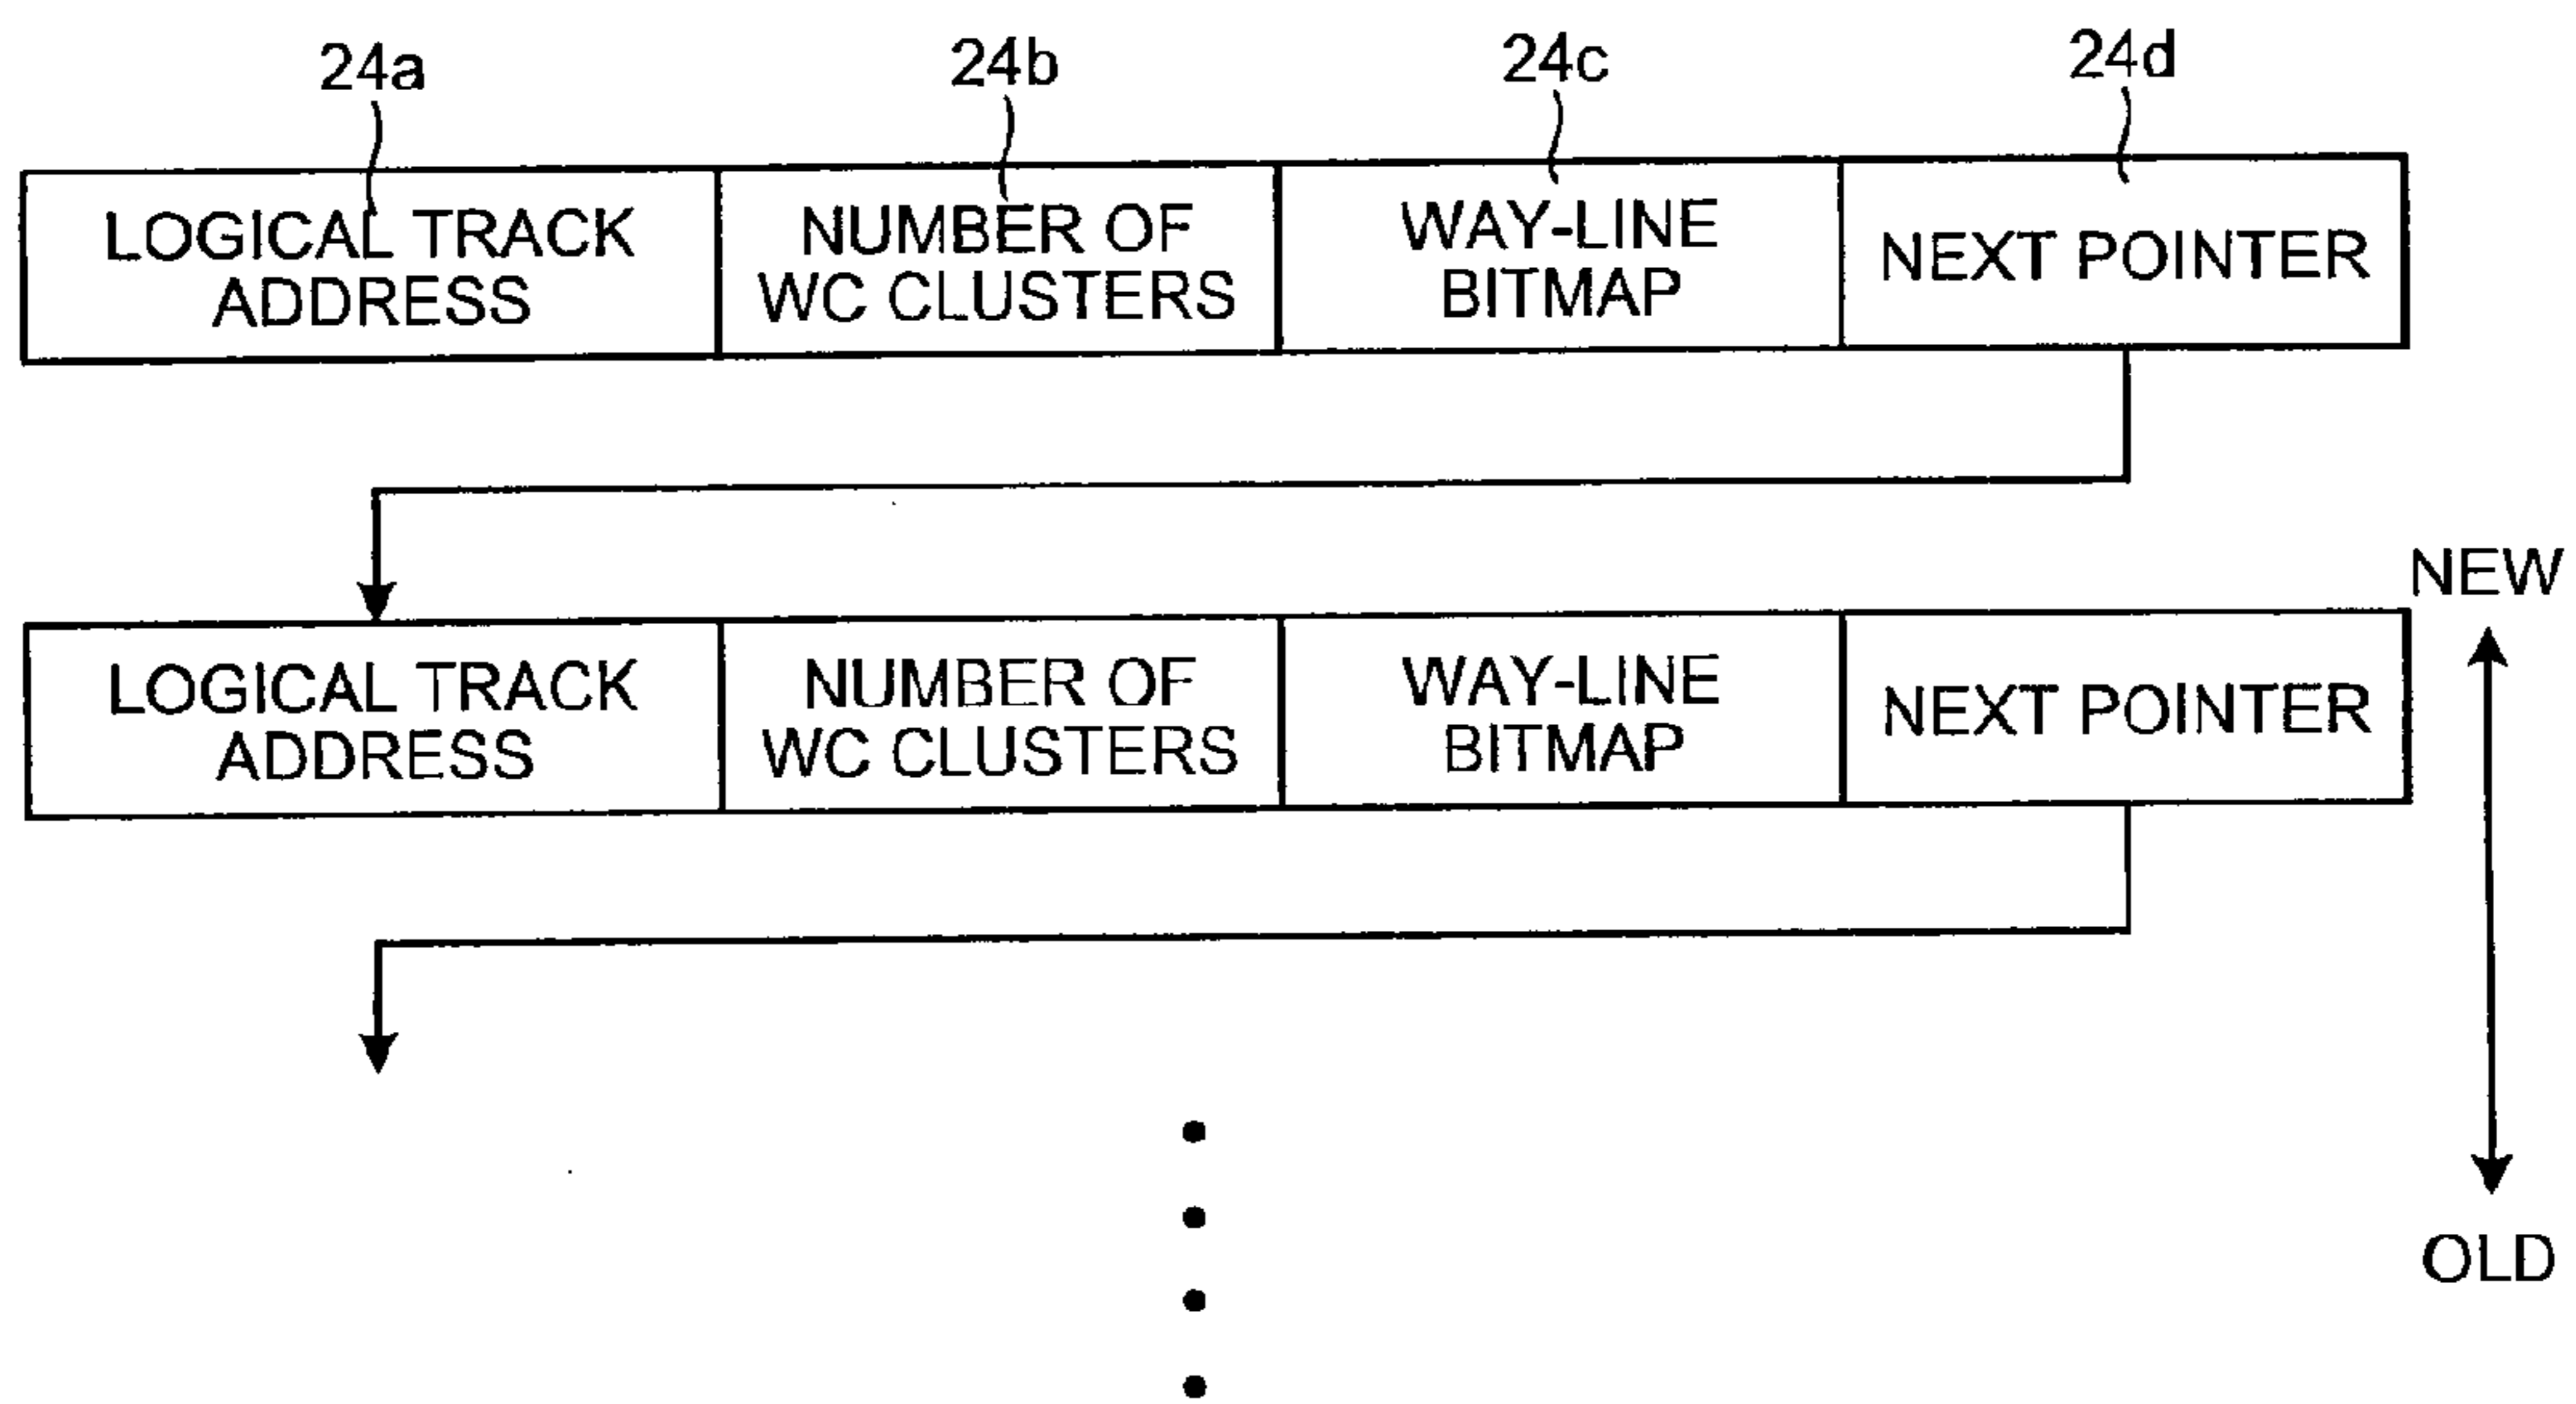 24a 24b 24c 24d
LOGICAL TRACK ADDRESS
NUMBER OF WC CLUSTERS
WAY-LINE BITMAP
NEXT POINTER
NEW
LOGICAL TRACK ADDRESS
NUMBER OF WC CLUSTERS
WAY-LINE BITMAP
NEXT POINTER
OLD